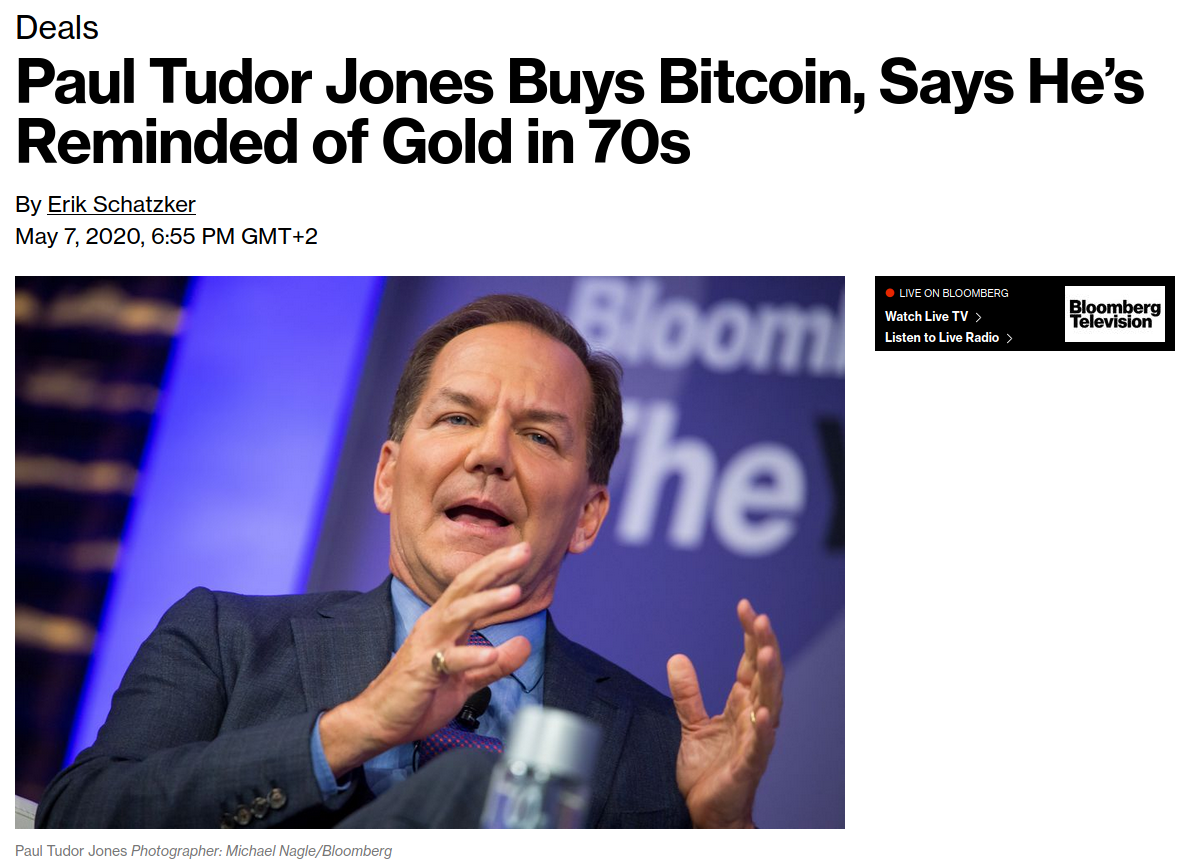 Deals
Paul Tudor Jones Buys Bitcoin, Says He’s
Reminded of Gold in 70s
By Erik Schatzker
May 7, 2020, 6:55 PM GMT+2
LIVE ON BLOOMBERG
Watch Live TV
Listen to Live Radio
Bloomberg
Television
Bloom
The
Paul Tudor Jones Photographer: Michael Nagle/Bloomberg